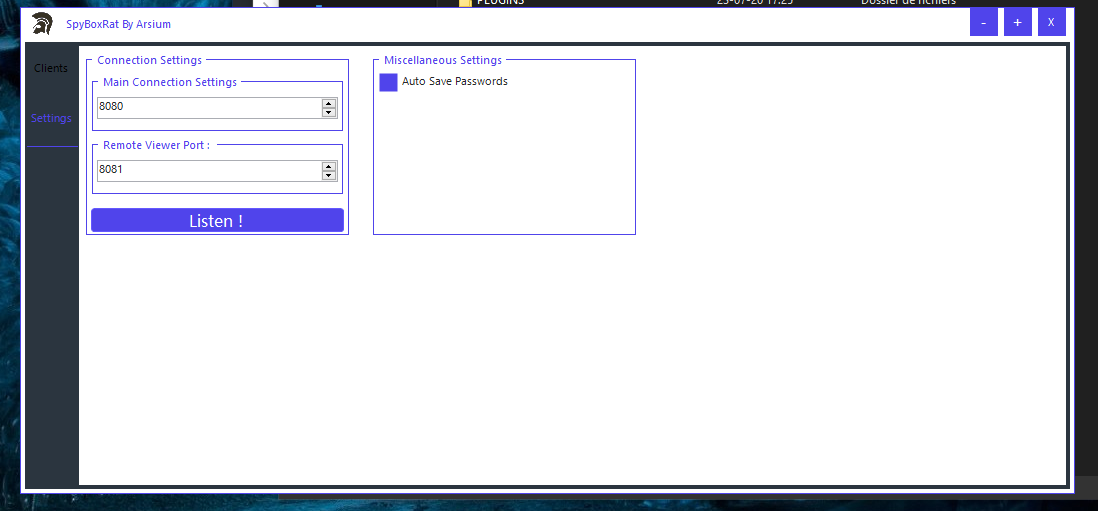 PLUGINS 23-07-20 17:25 Dossier de fichiers
SpyBoxRat By Arsium - + X
Clients
Settings
Connection Settings
Main Connection Settings
8080
Remote Viewer Port :
8081
Listen !
Miscellaneous Settings
Auto Save Passwords